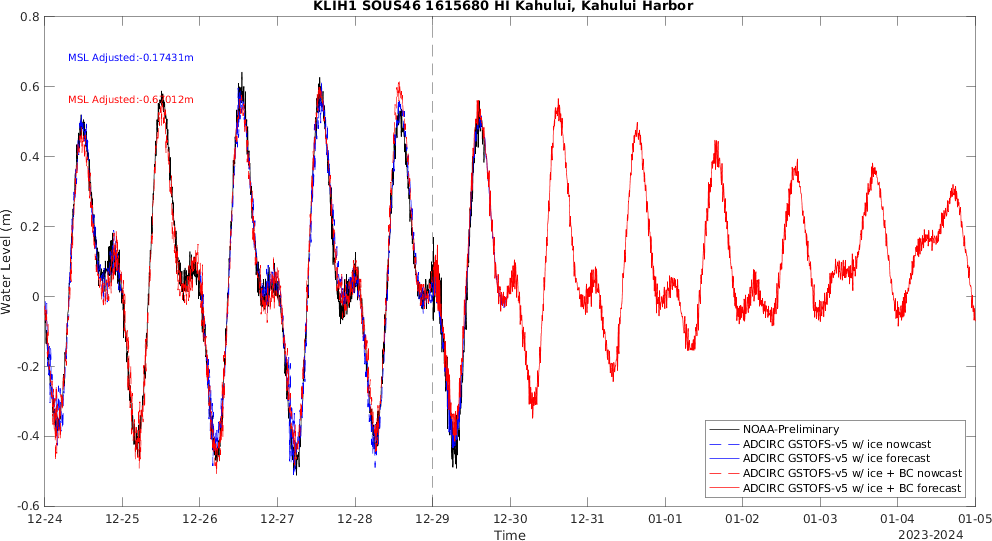 KLIH1 SOUS46 1615680 HI Kahului, Kahului Harbor
0.8
0.6
0.4
0.2
0
-0.2
-0.4
-0.6
Water Level (m)
MSL Adjusted:-0.17431m
MSL Adjusted:
NOAA-Preliminary
ADCIRC GSTOFS-v5 w/ ice nowcast
ADCIRC GSTOFS-v5 w/ ice forecast
ADCIRC GSTOFS-v5 w/ ice + BC nowcast
ADCIRC GSTOFS-v5 w/ ice + BC forecast
12-24 12-25 12-26 12-27 12-28 12-29 12-30 12-31 01-01 01-02 01-03 01-04 01-05
Time
2023-2024